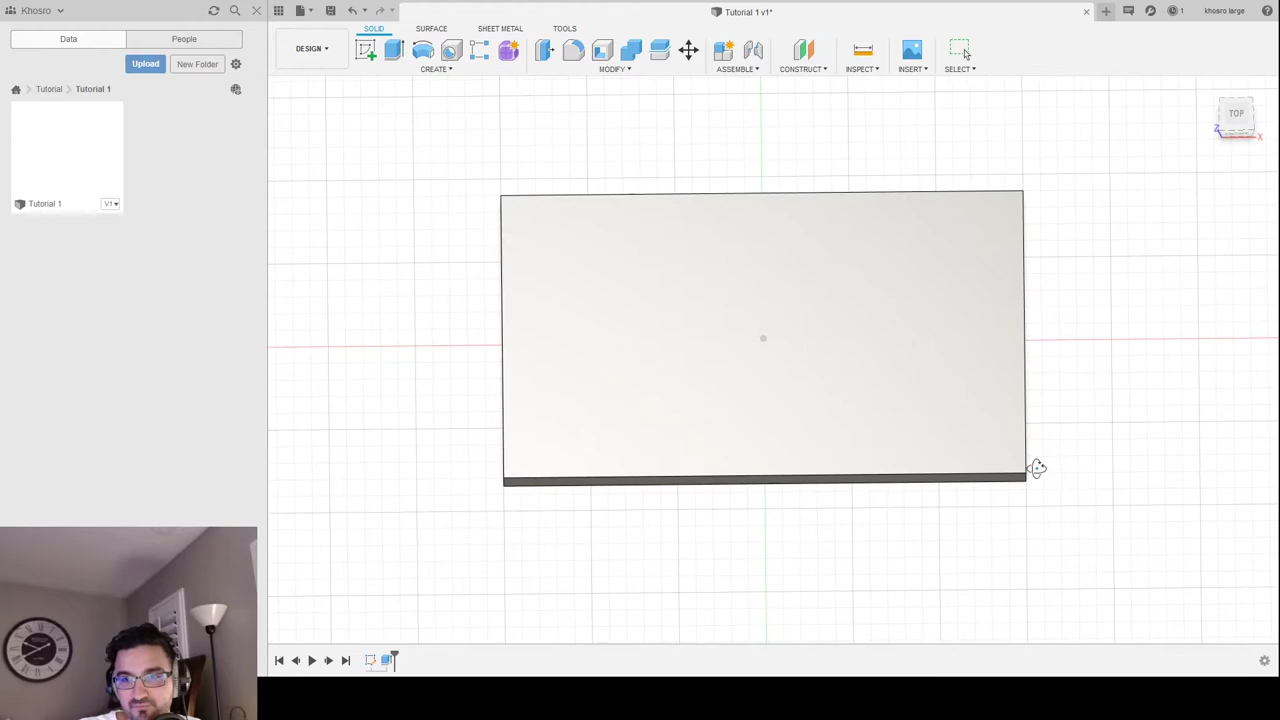 Khosro
Tutorial 1 v1*
1
khosro large
Data
People
SOLID
SURFACE
SHEET METAL
TOOLS
DESIGN
Upload
New Folder
CREATE
MODIFY
ASSEMBLE
CONSTRUCT
INSPECT
INSERT
SELECT
Tutorial
Tutorial 1
TOP
Z
X
Tutorial 1
V1